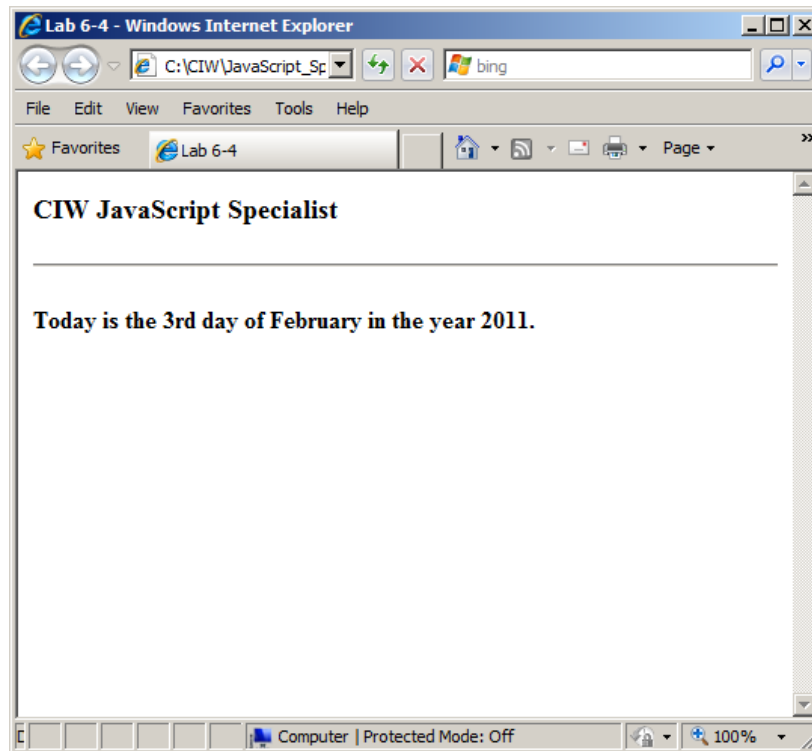 Lab 6-4 - Windows Internet Explorer
C:\CIW\JavaScript_Sp
bing
File Edit View Favorites Tools Help
Favorites Lab 6-4 Page
CIW JavaScript Specialist
Today is the 3rd day of February in the year 2011.
Computer | Protected Mode: Off 100%